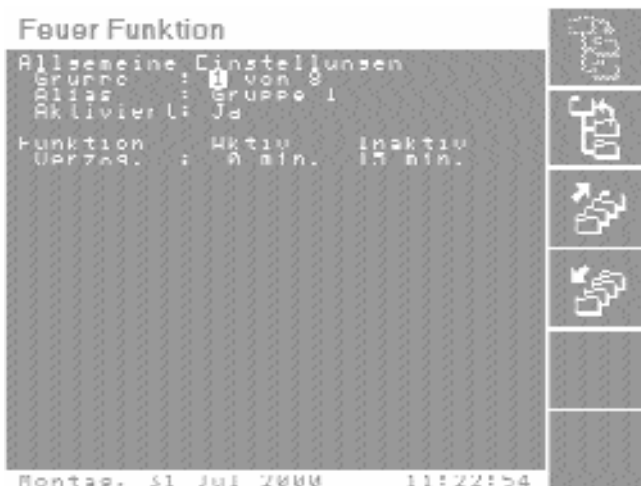 Feuer Funktion
Allgemeine Einstellungen
Gruppe : 1 von 8
Alias : Gruppe 1
Aktiviert: Ja
Funktion Aktiv Inaktiv
Verzög. : 0 min. 15 min.
Montag, 31 Jul 2000 11:22:54